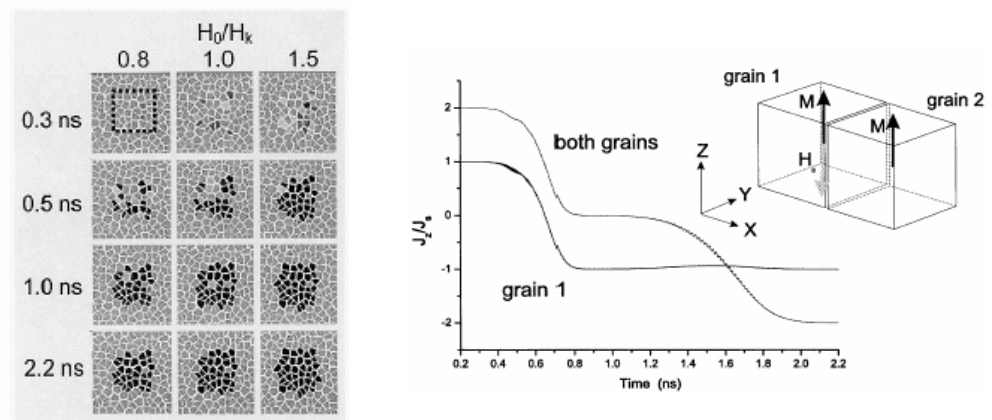 H₀/Hₖ
0.8 1.0 1.5
0.3 ns
0.5 ns
1.0 ns
2.2 ns
grain 1
grain 2
M
M
H
Z
Y
X
both grains
grain 1
J_z/J_s
2
1
0
-1
-2
0.2 0.4 0.6 0.8 1.0 1.2 1.4 1.6 1.8 2.0 2.2
Time (ns)